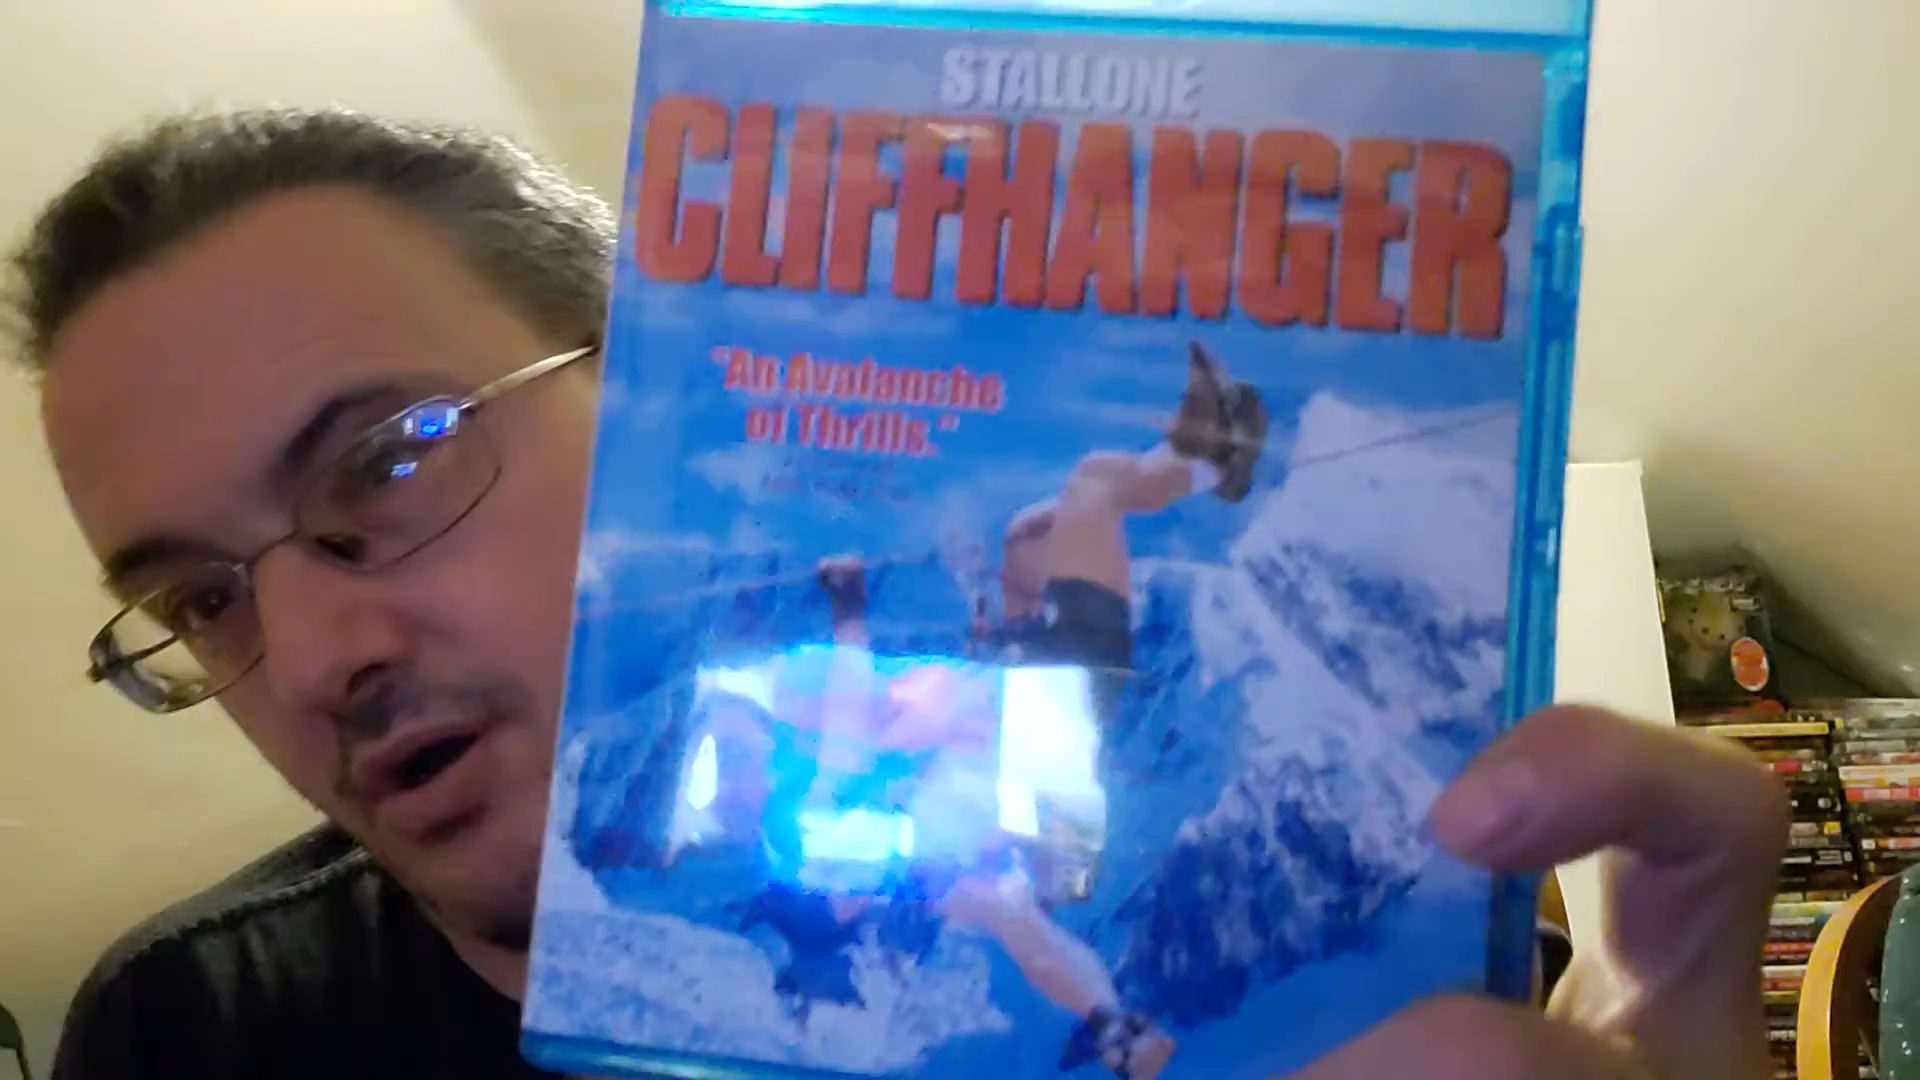 STALLONE
CLIFFHANGER
"An Avalanche
of Thrills."